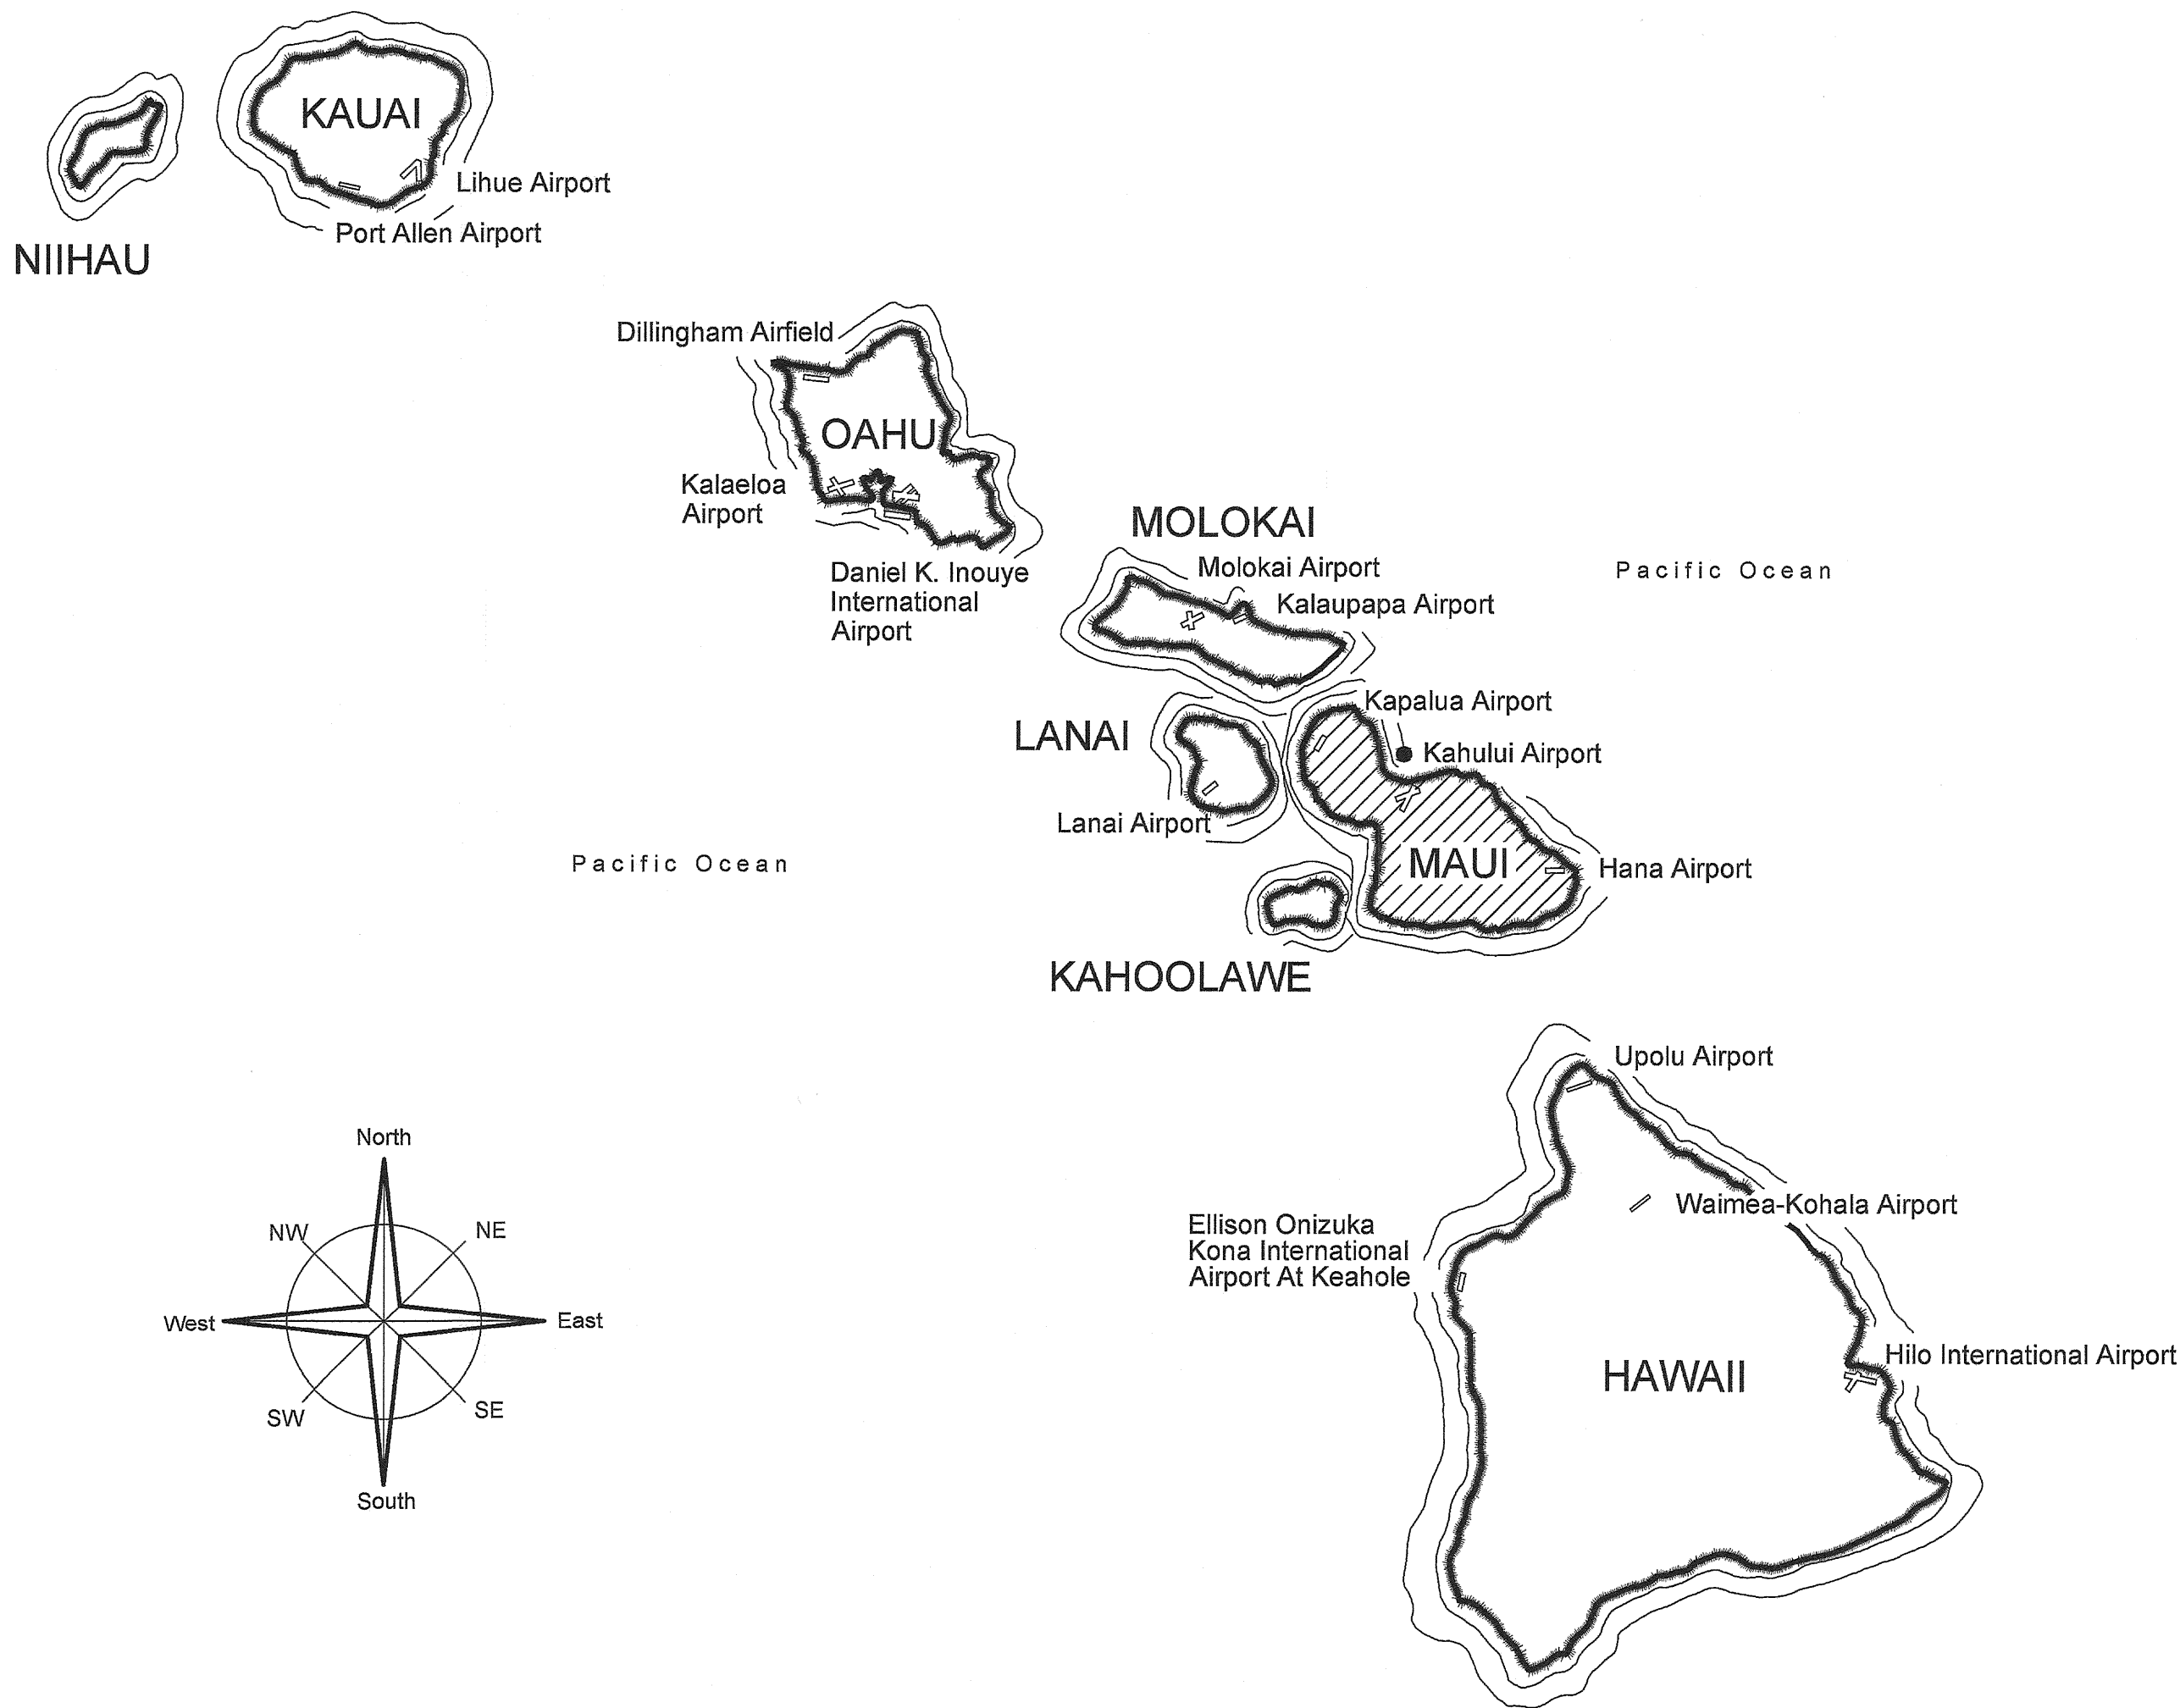 KAUAI
Lihue Airport
Port Allen Airport
NIIHAU
Dillingham Airfield
OAHU
Kalaeloa
Airport
Daniel K. Inouye
International
Airport
MOLOKAI
Molokai Airport
Kalaupapa Airport
Pacific Ocean
LANAI
Lanai Airport
Kapalua Airport
Kahului Airport
MAUI
Hana Airport
Pacific Ocean
KAHOOLAWE
Upolu Airport
Waimea-Kohala Airport
Ellison Onizuka
Kona International
Airport At Keahole
HAWAII
Hilo International Airport
North
NW
NE
West
East
SW
SE
South